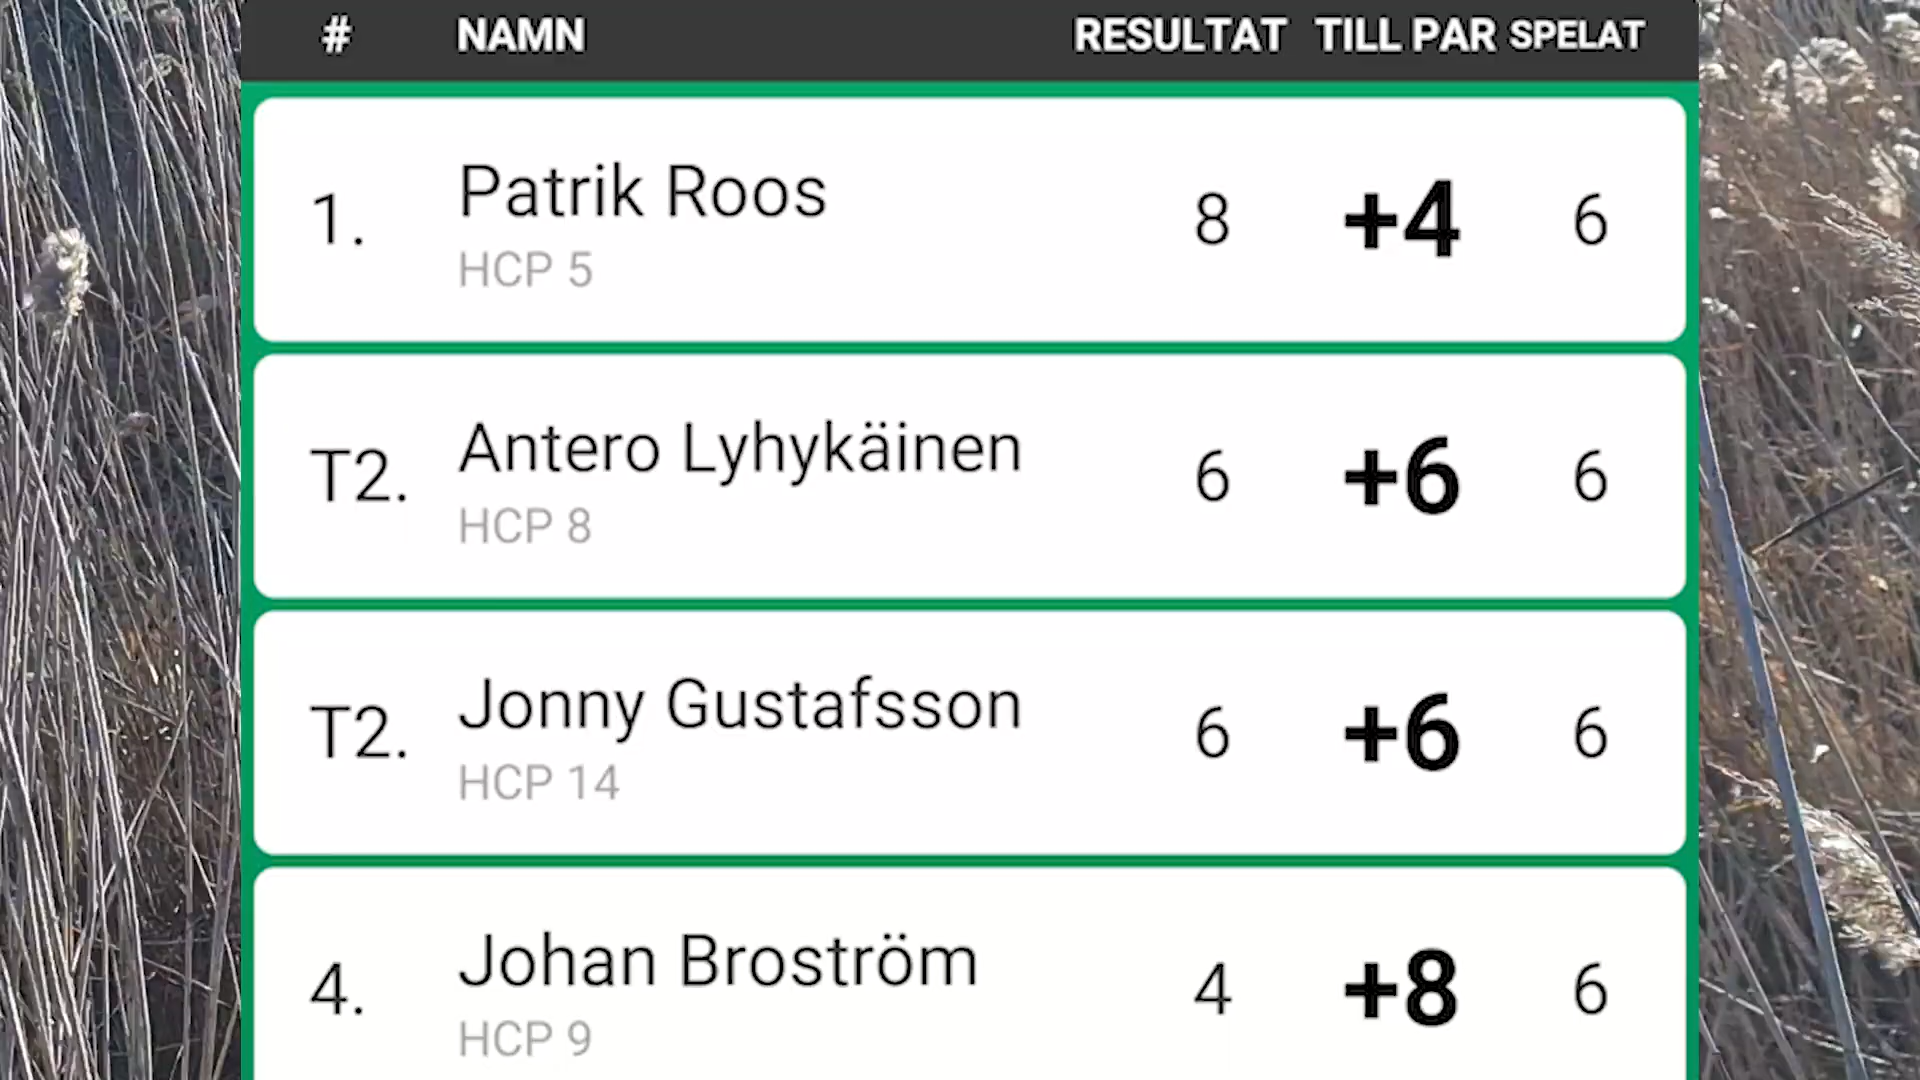 # NAMN RESULTAT TILL PAR SPELAT
1. Patrik Roos 8 +4 6
HCP 5
T2. Antero Lyhykäinen 6 +6 6
HCP 8
T2. Jonny Gustafsson 6 +6 6
HCP 14
4. Johan Broström 4 +8 6
HCP 9